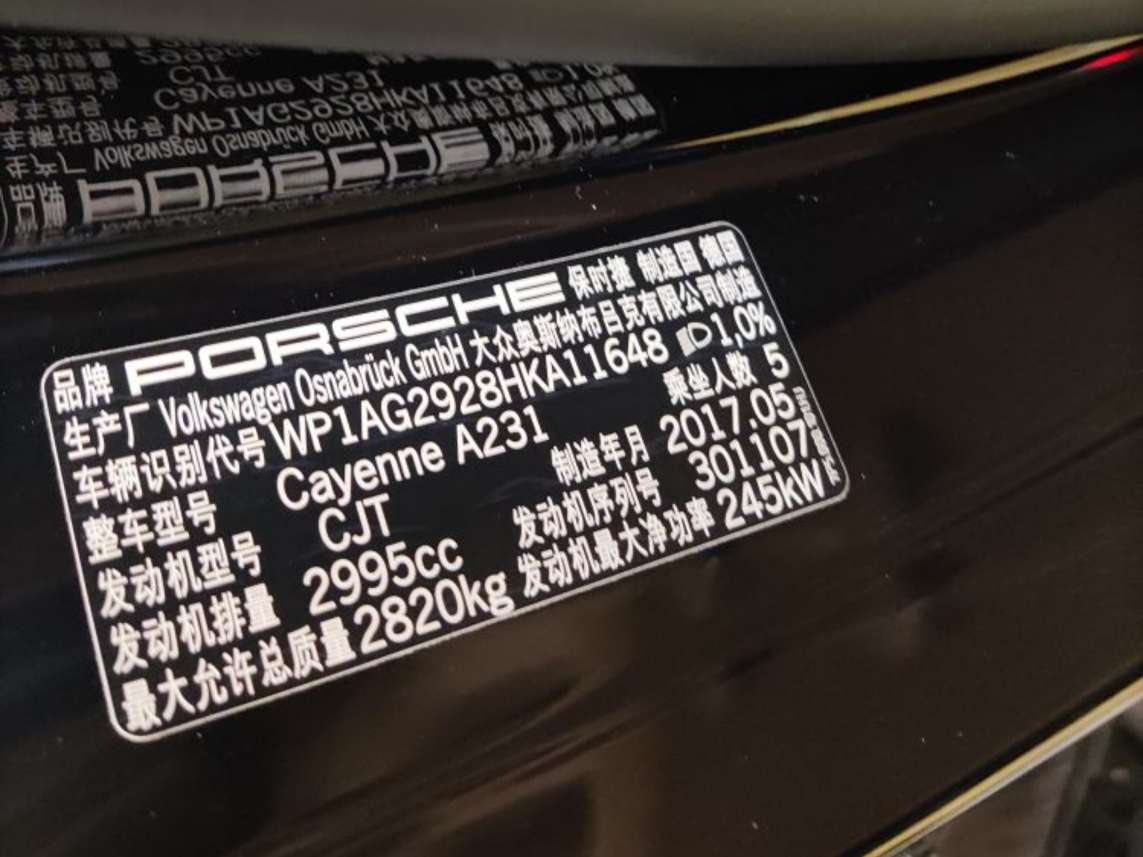 品牌 PORSCHE 保时捷 制造国 德国
生产厂 Volkswagen Osnabrück GmbH 大众奥斯纳布吕克有限公司制造
车辆识别代号 WP1AG2928HKA11648 1,0%
整车型号 Cayenne A231 乘坐人数 5
发动机型号 CJT 制造年月 2017.05
发动机排量 2995cc 发动机序列号 301107
最大允许总质量 2820kg 发动机最大净功率 245kW